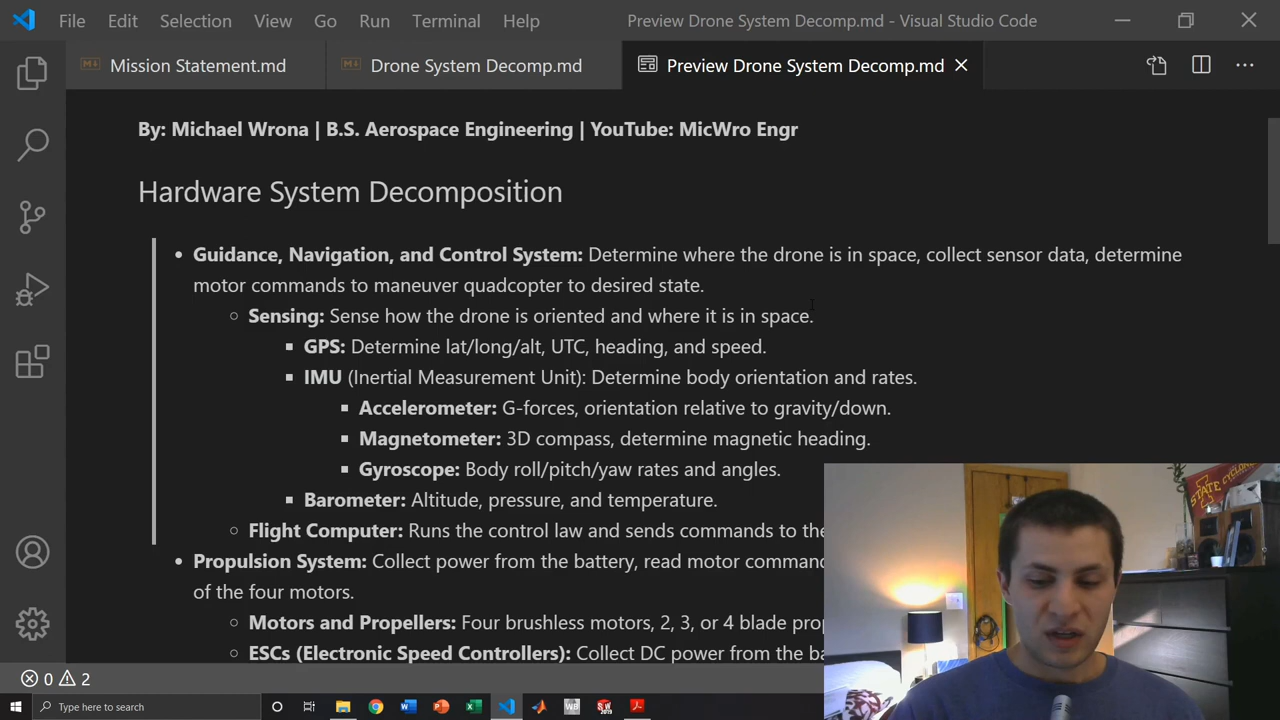 File Edit Selection View Go Run Terminal Help Preview Drone System Decomp.md - Visual Studio Code
Mission Statement.md Drone System Decomp.md Preview Drone System Decomp.md
By: Michael Wrona | B.S. Aerospace Engineering | YouTube: MicWro Engr
Hardware System Decomposition
Guidance, Navigation, and Control System: Determine where the drone is in space, collect sensor data, determine
motor commands to maneuver quadcopter to desired state.
Sensing: Sense how the drone is oriented and where it is in space.
GPS: Determine lat/long/alt, UTC, heading, and speed.
IMU (Inertial Measurement Unit): Determine body orientation and rates.
Accelerometer: G-forces, orientation relative to gravity/down.
Magnetometer: 3D compass, determine magnetic heading.
Gyroscope: Body roll/pitch/yaw rates and angles.
Barometer: Altitude, pressure, and temperature.
Flight Computer: Runs the control law and sends commands to the
Propulsion System: Collect power from the battery, read motor
of the four motors.
Motors and Propellers: Four brushless motors, 2, 3, or 4 blade
ESCs (Electronic Speed Controllers): Collect DC power from the
STATE
0 2
Type here to search